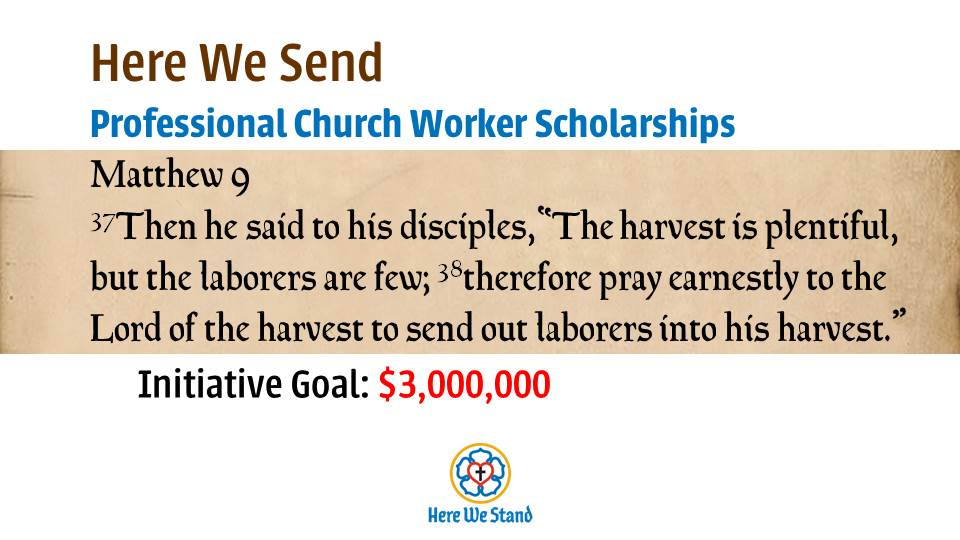 Here We Send
Professional Church Worker Scholarships
Matthew 9
37Then he said to his disciples, “The harvest is plentiful,
but the laborers are few; 38therefore pray earnestly to the
Lord of the harvest to send out laborers into his harvest.”
Initiative Goal: $3,000,000
Here We Stand